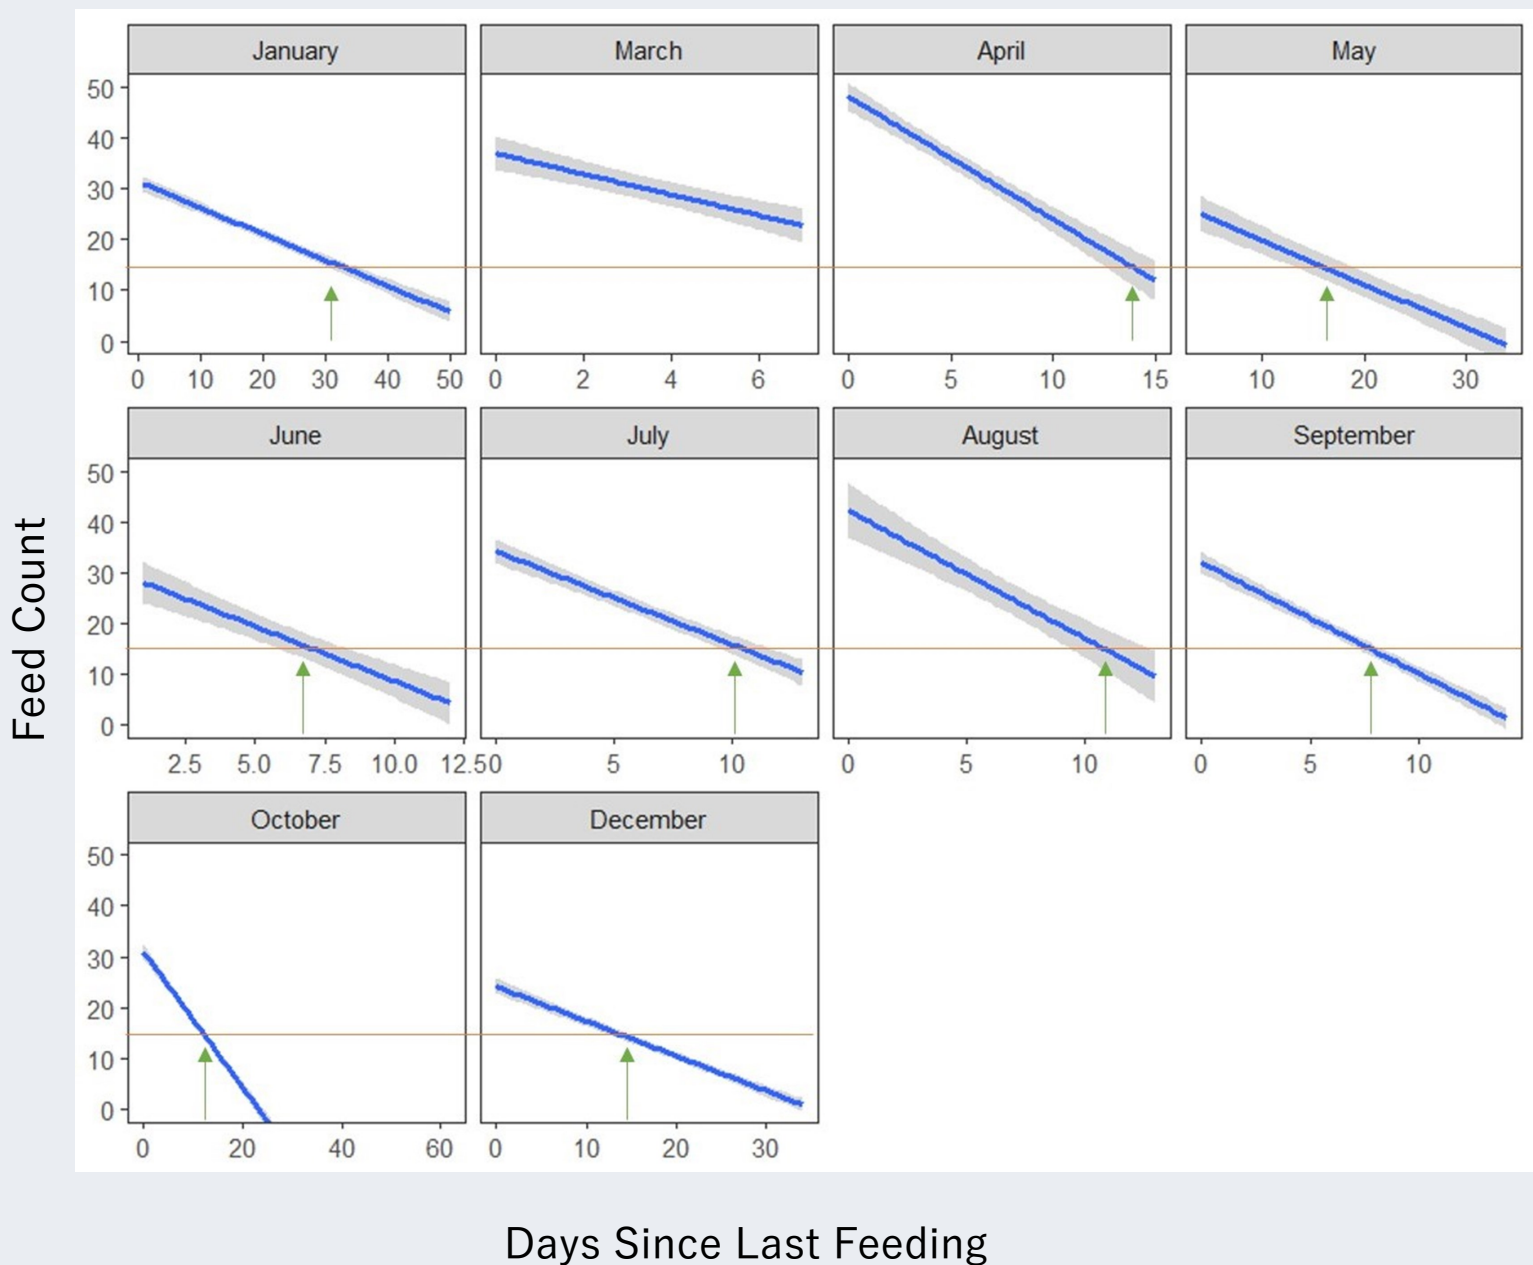 January March April May
50
40
30
20
10
0
0 10 20 30 40 50 0 2 4 6 0 5 10 15 10 20 30
June July August September
50
40
30
20
10
0
2.5 5.0 7.5 10.0 12.5 0 5 10 0 5 10 0 5 10
October December
50
40
30
20
10
0
0 20 40 60 0 10 20 30
Feed Count
Days Since Last Feeding